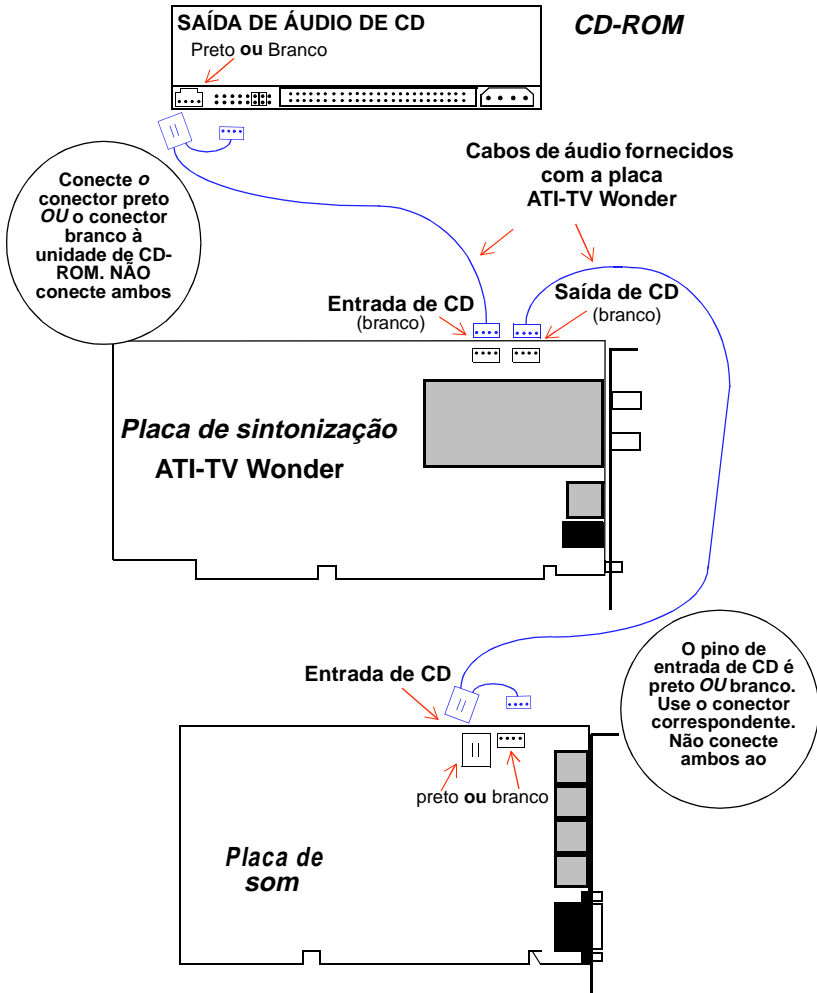 SAÍDA DE ÁUDIO DE CD
CD-ROM
Preto ou Branco
Cabos de áudio fornecidos
com a placa
ATI-TV Wonder
Conecte o
conector preto
OU o conector
branco à
unidade de CD-
ROM. NÃO
conecte ambos
Entrada de CD
(branco)
Saída de CD
(branco)
Placa de sintonização
ATI-TV Wonder
O pino de
entrada de CD é
preto OU branco.
Use o conector
correspondente.
Não conecte
ambos ao
Entrada de CD
preto ou branco
Placa de
som